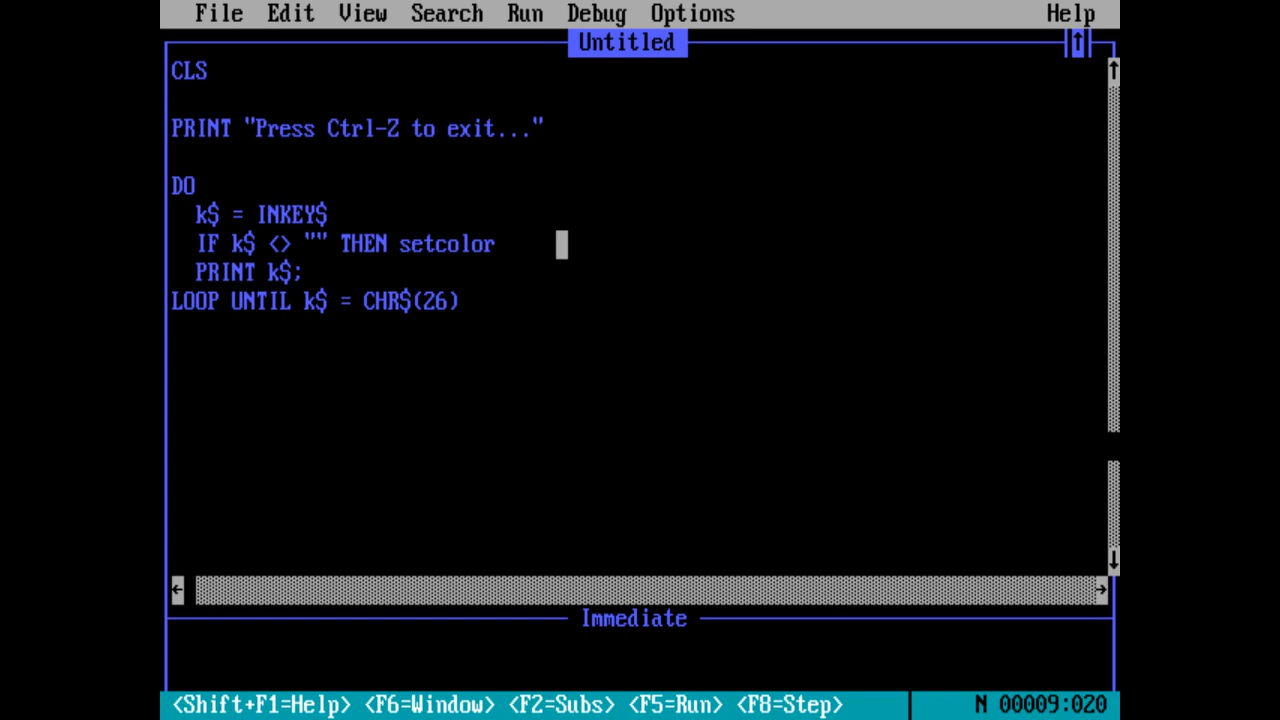 File Edit View Search Run Debug Options Help
Untitled
CLS
PRINT "Press Ctrl-Z to exit..."
DO
k$ = INKEY$
IF k$ <> "" THEN setcolor
PRINT k$;
LOOP UNTIL k$ = CHR$(26)
Immediate
<Shift+F1=Help> <F6=Window> <F2=Subs> <F5=Run> <F8=Step> N 00009:020